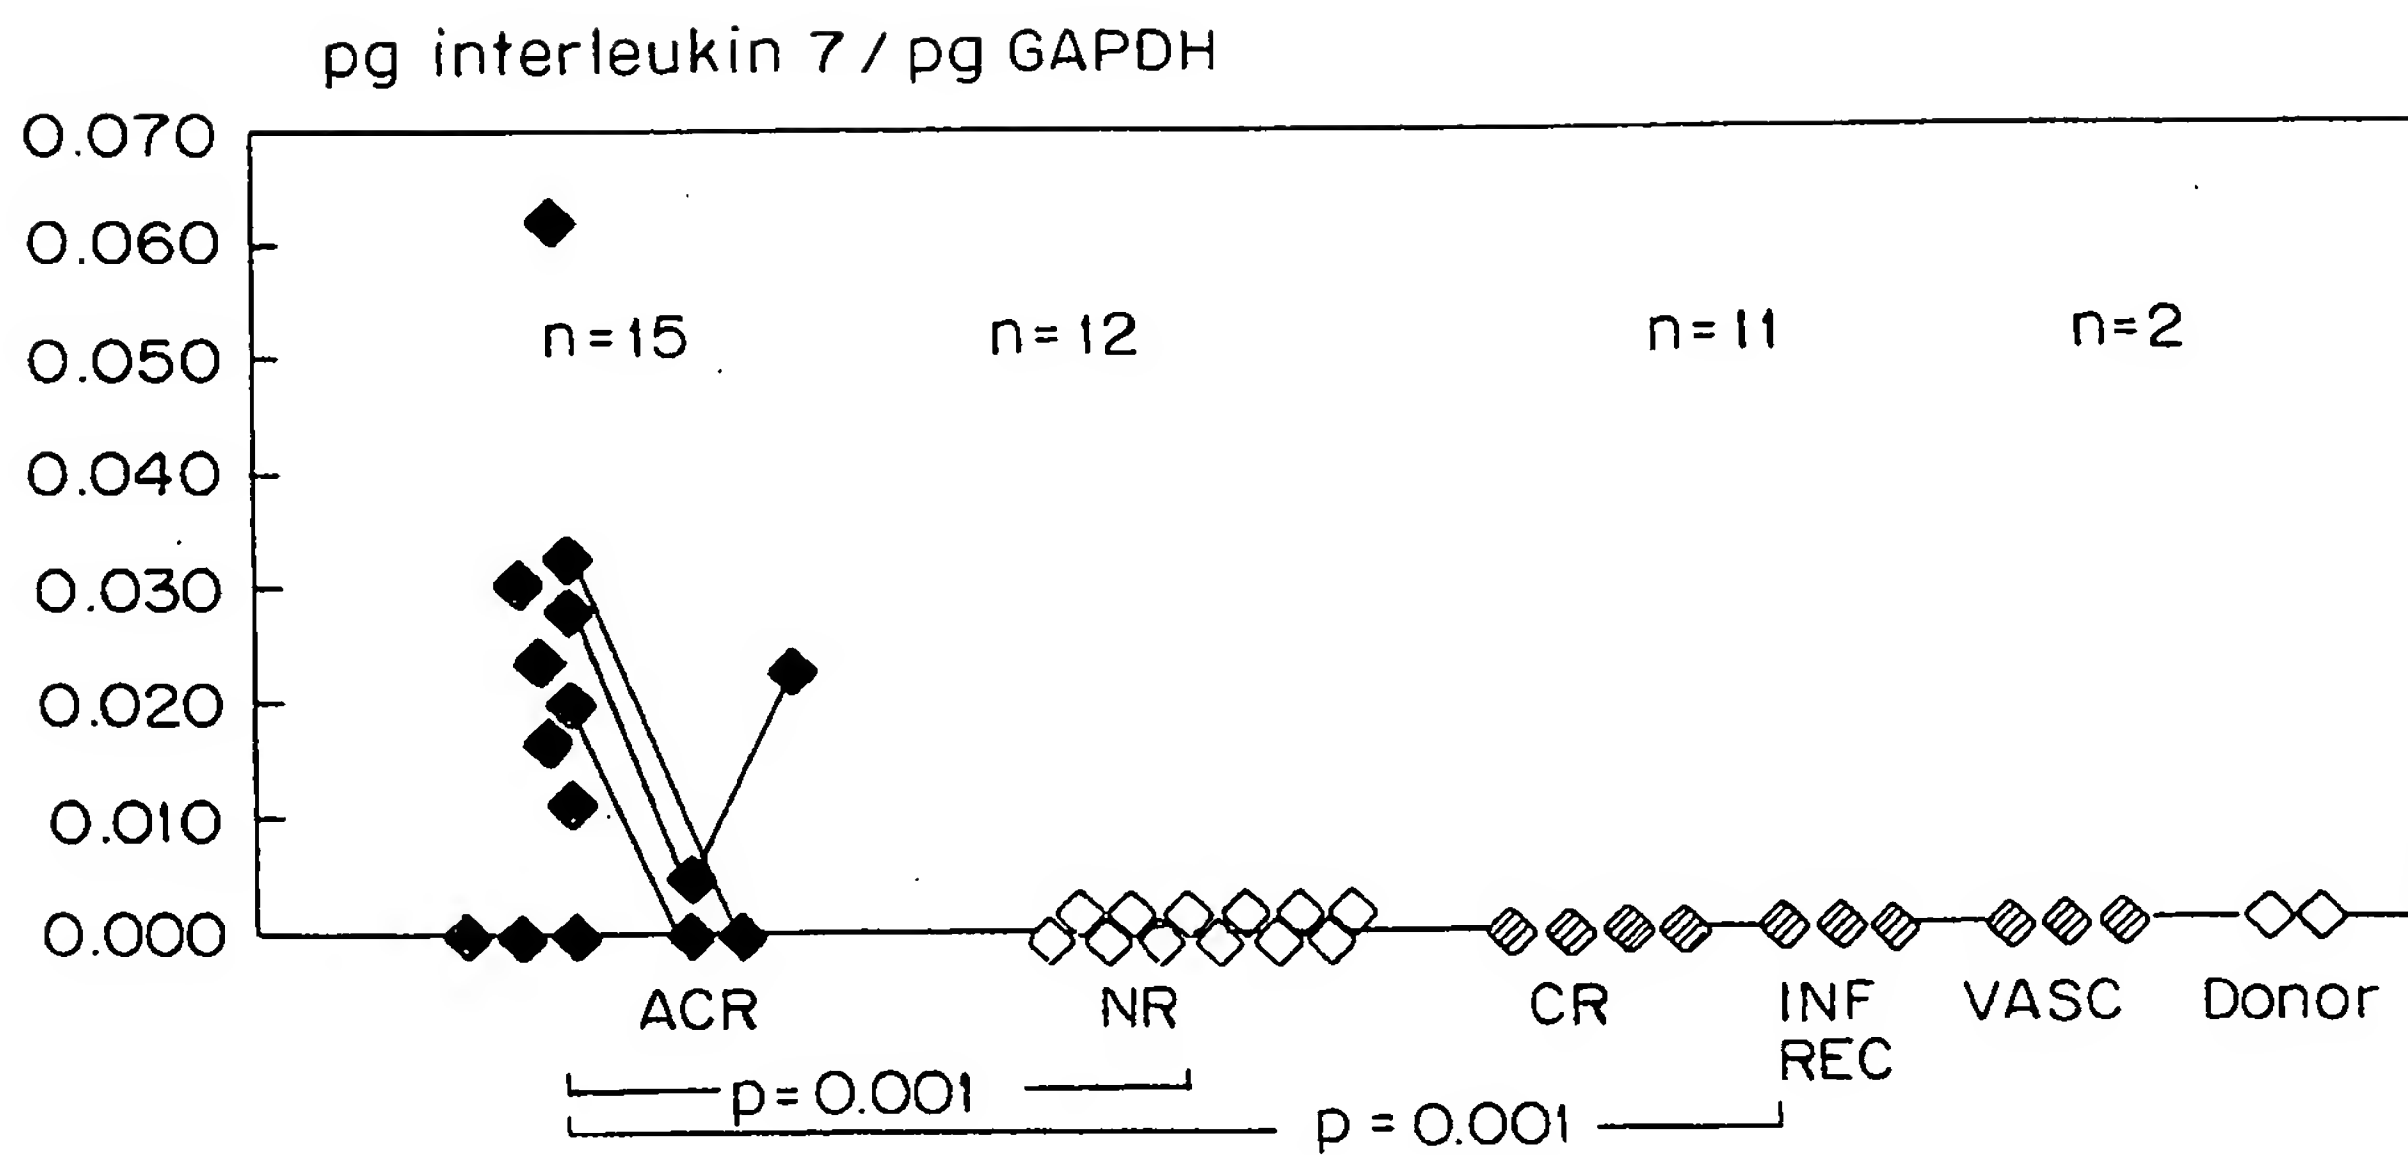 pg interleukin 7 / pg GAPDH
0.070
0.060
n=15 n=12 n=11 n=2
0.050
0.040
0.030
0.020
0.010
0.000
ACR NR CR INF REC VASC Donor
p=0.001
p = 0.001